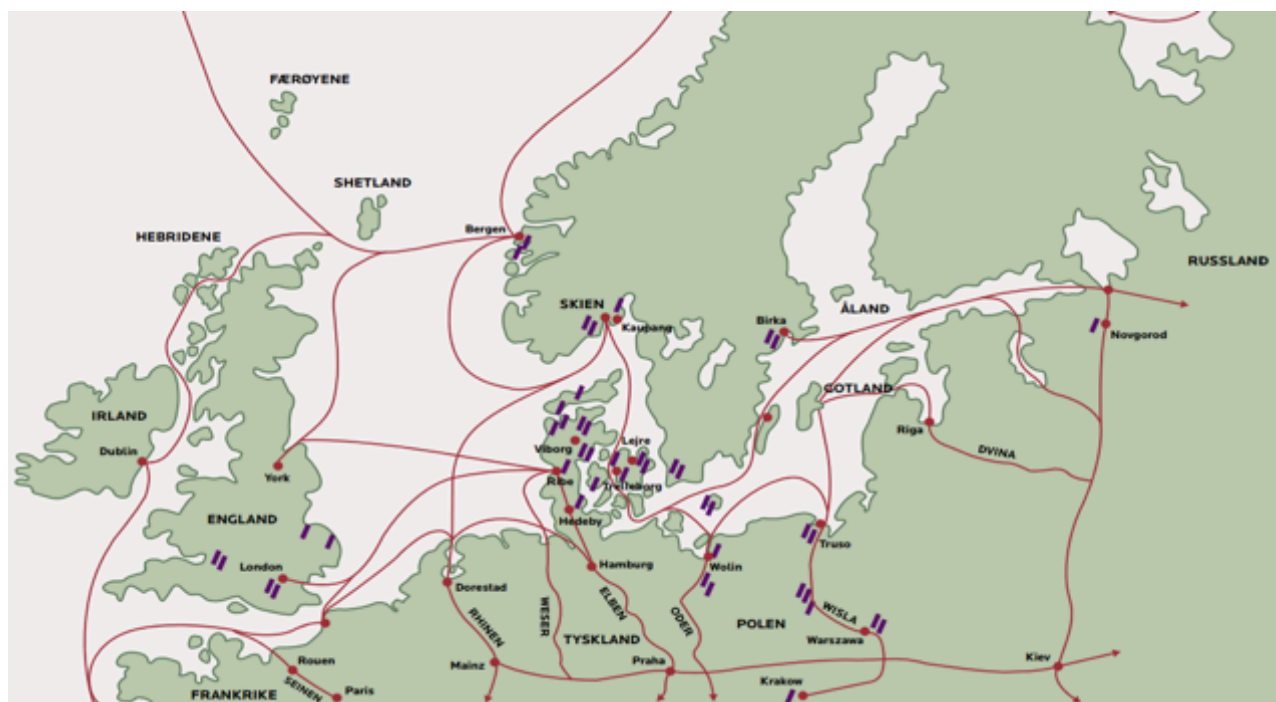 FÆRØYENE
SHETLAND
HEBRIDENE
Bergen
RUSSLAND
SKIEN
ÅLAND
Birka
Kaupang
Novgorod
GOTLAND
IRLAND
Dublin
Riga
Lejre
Viborg
DVINA
York
Ribe
Trelleborg
ENGLAND
Hedeby
Truso
London
Hamburg
Wolin
Dorestad
ELBEN
WESER
ODER
WISLA
RHINEN
POLEN
TYSKLAND
Warszawa
Rouen
Mainz
Praha
Kiev
Krakow
SEINEN
FRANKRIKE
Paris